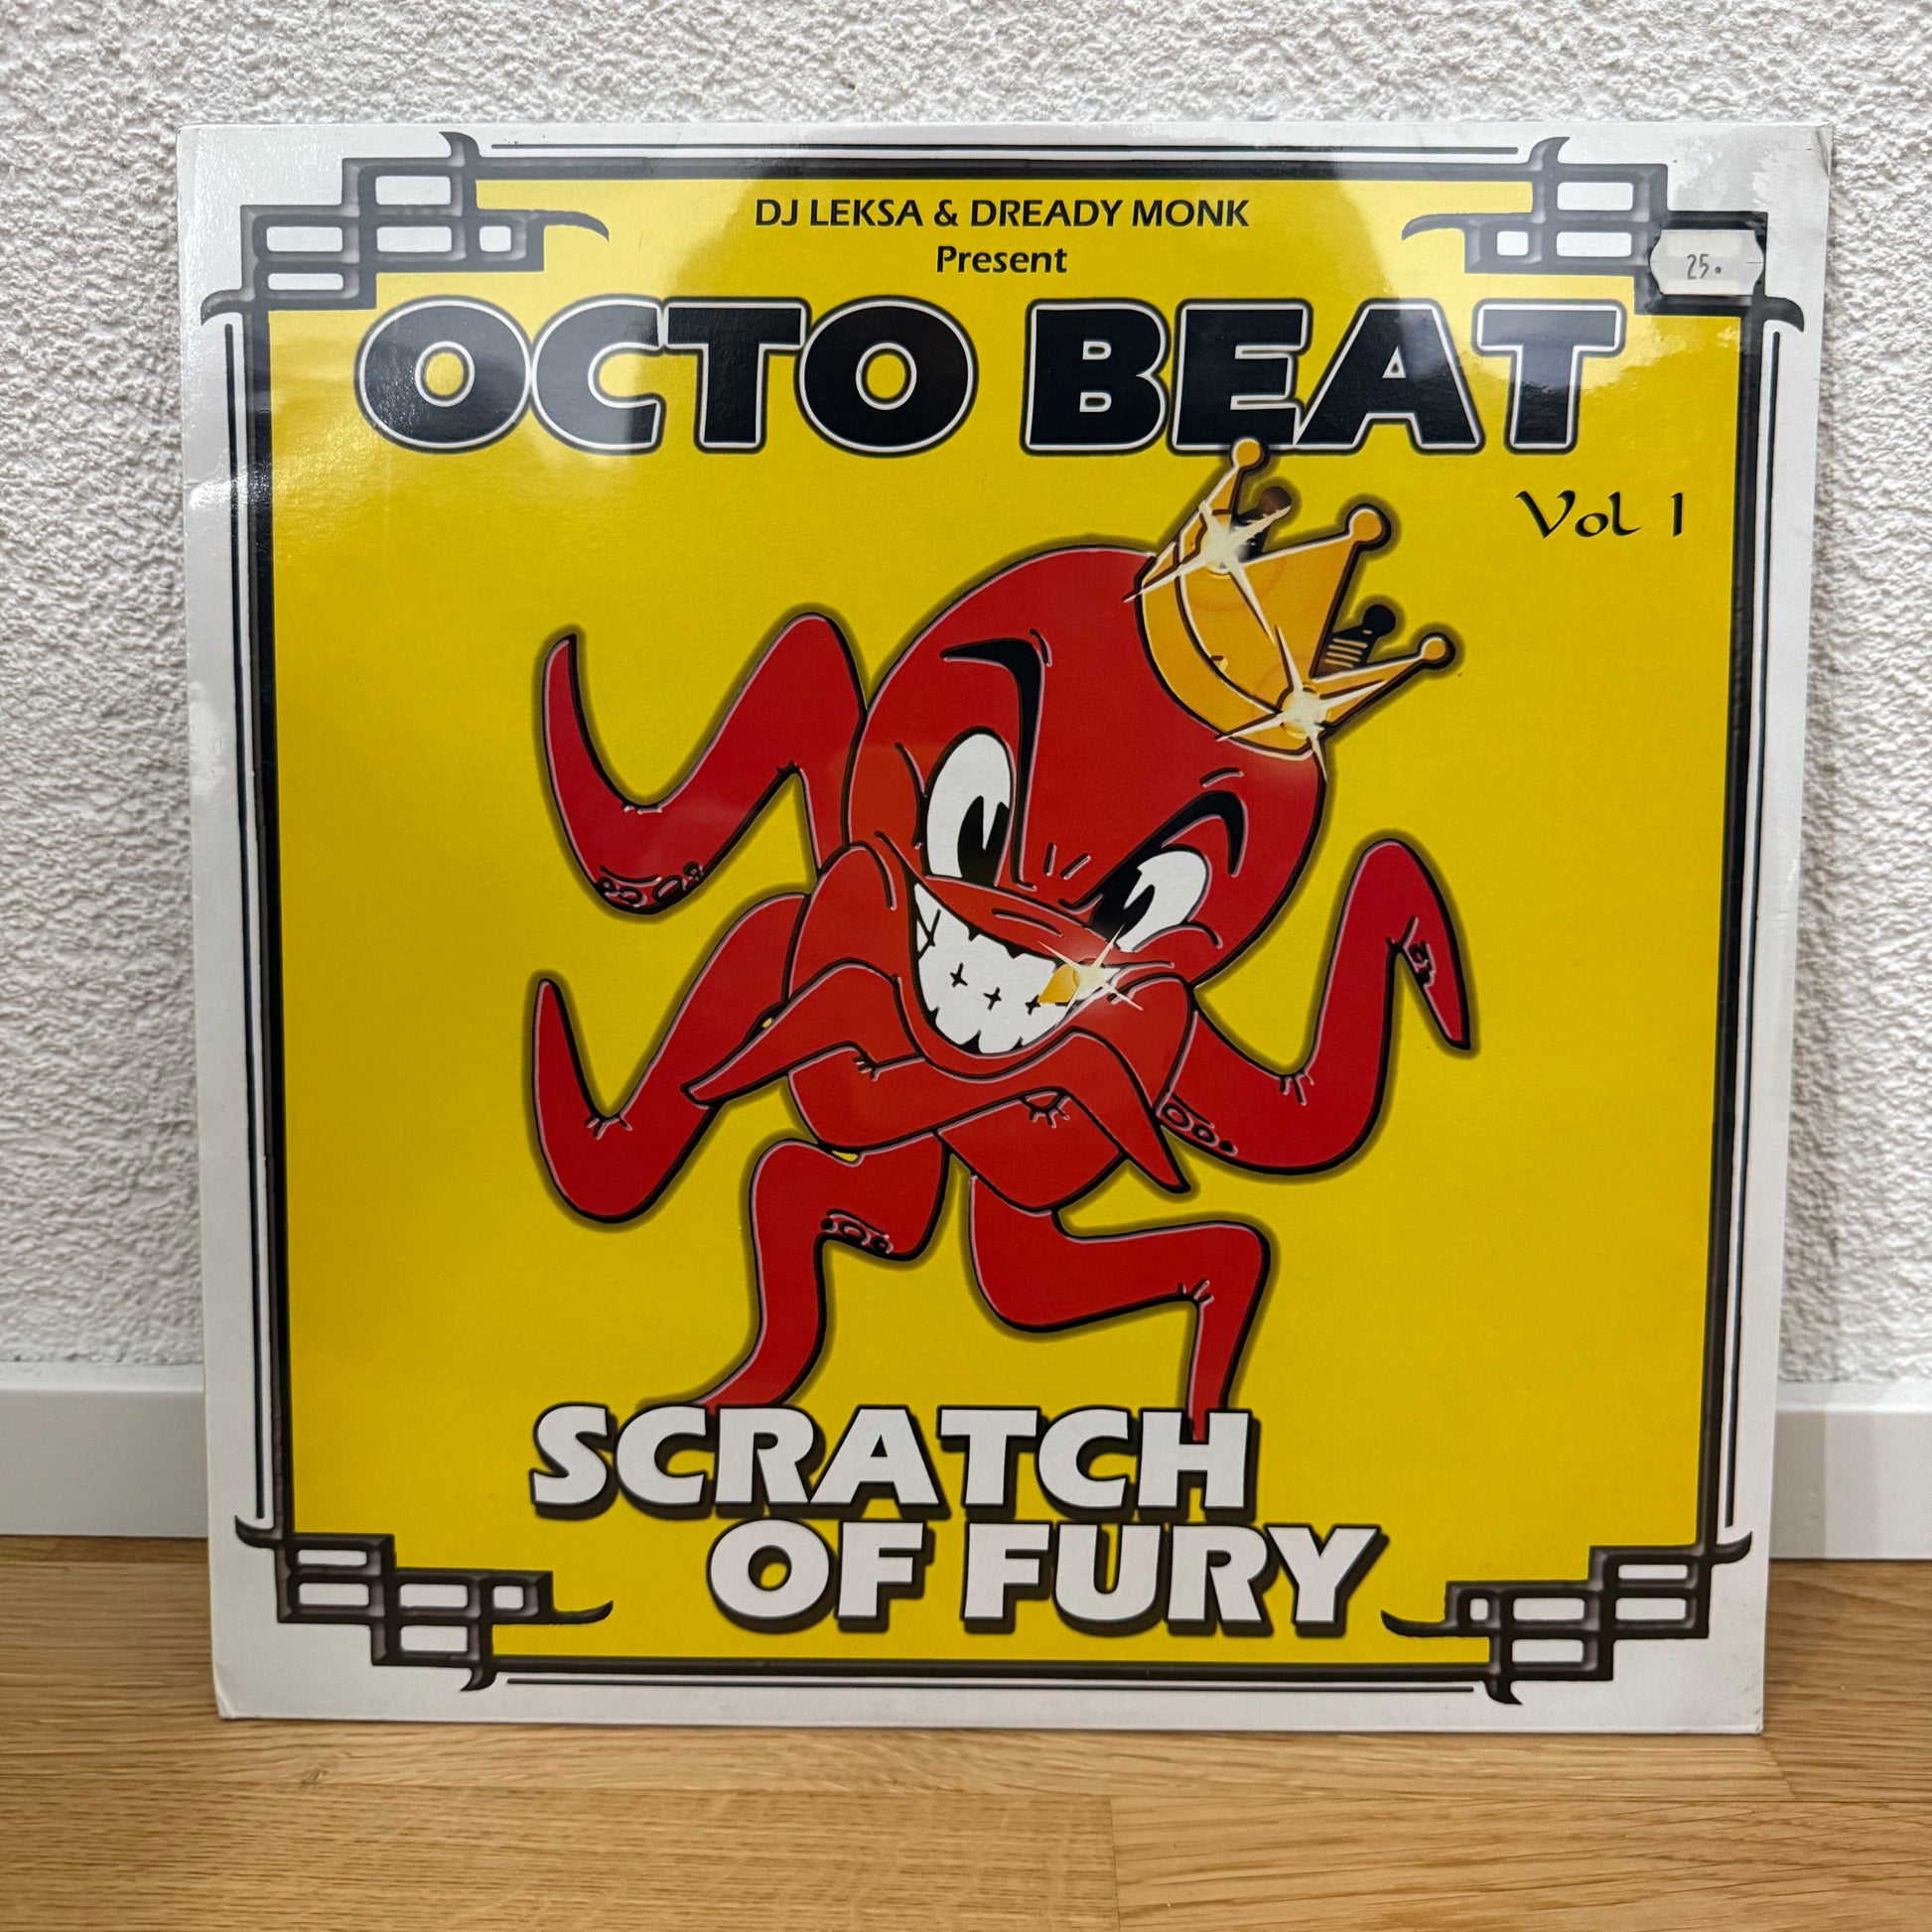 DJ LEKSA & DREADY MONK
Present
OCTO BEAT
25.
Vol 1
SCRATCH
OF FURY